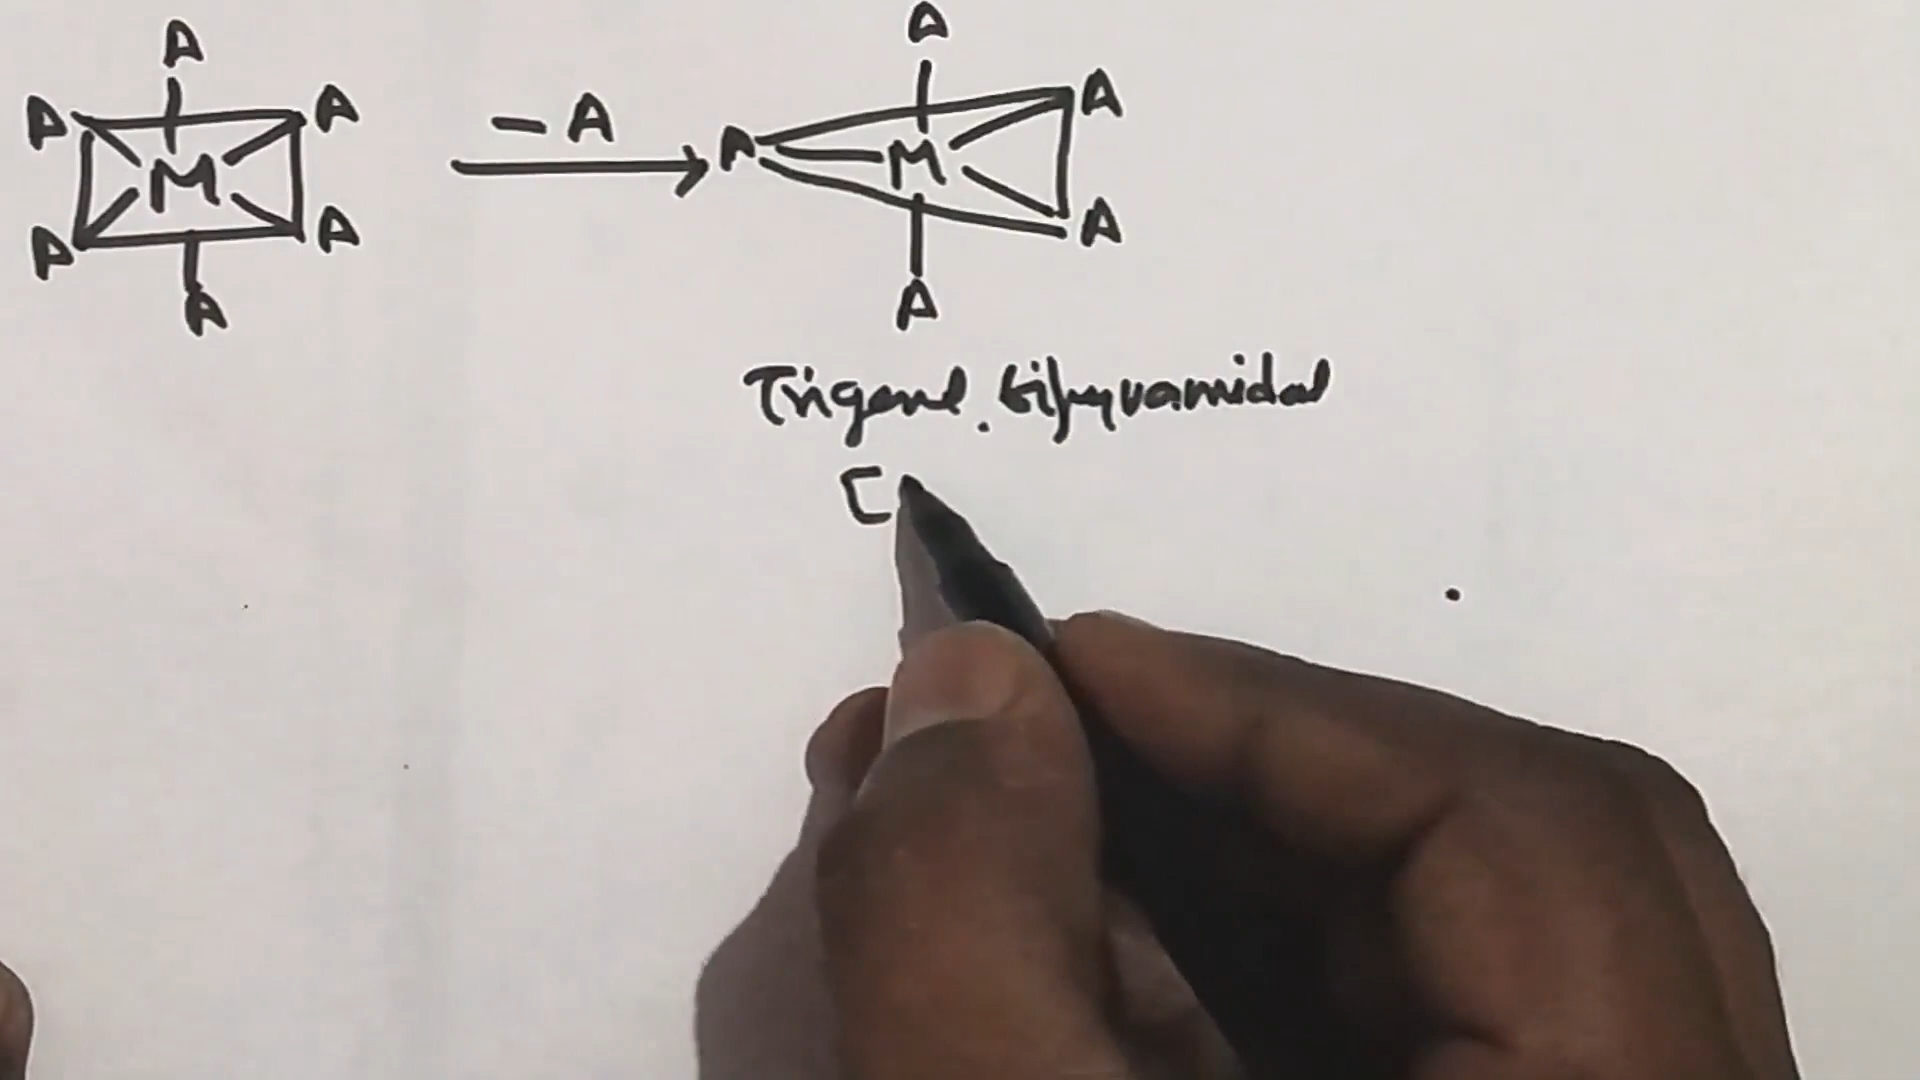 A A
A A - A A
M A M
A A A
A A
Trigonal bipyramidal
[